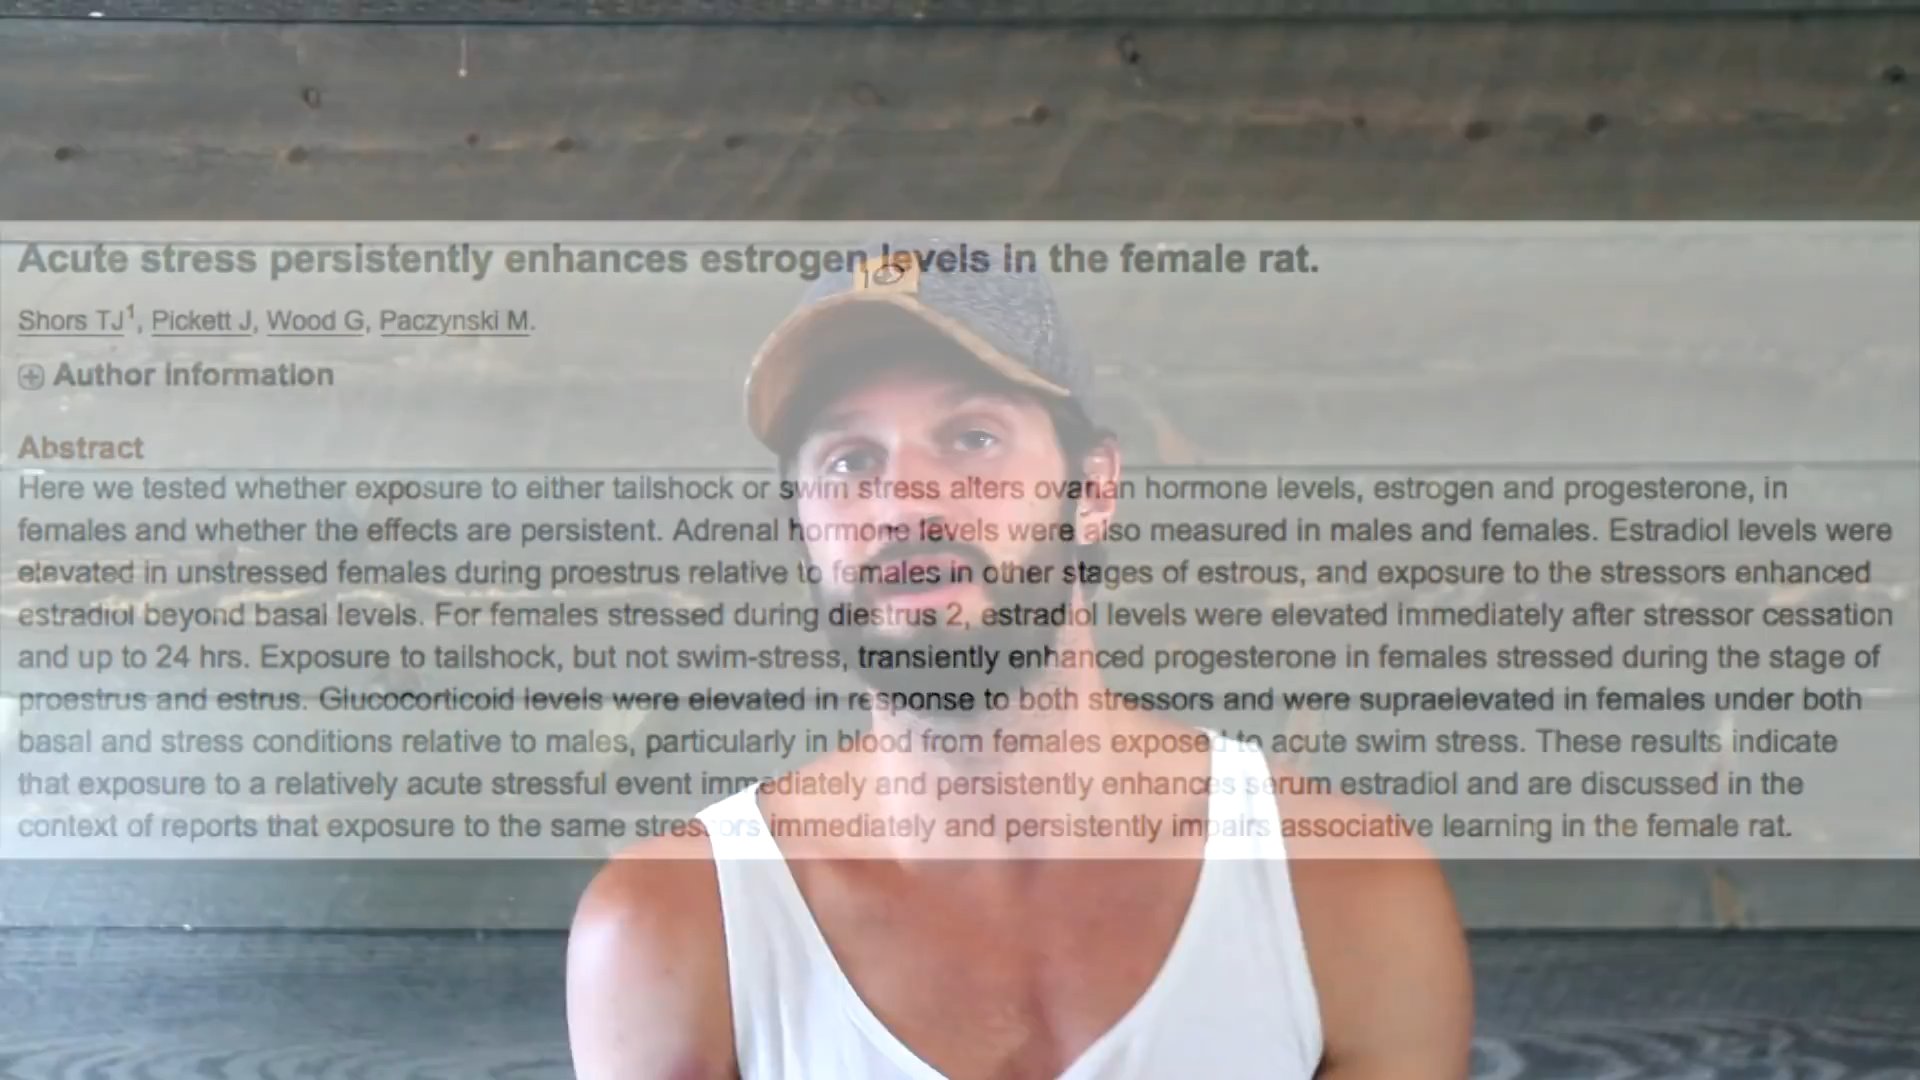 Acute stress persistently enhances estrogen levels in the female rat.
Shors TJ1, Pickett J, Wood G, Paczynski M.
Author information
Abstract
Here we tested whether exposure to either tailshock or swim stress alters ovarian hormone levels, estrogen and progesterone, in
females and whether the effects are persistent. Adrenal hormone levels were also measured in males and females. Estradiol levels were
elevated in unstressed females during proestrus relative to females in other stages of estrous, and exposure to the stressors enhanced
estradiol beyond basal levels. For females stressed during diestrus 2, estradiol levels were elevated immediately after stressor cessation
and up to 24 hrs. Exposure to tailshock, but not swim-stress, transiently enhanced progesterone in females stressed during the stage of
proestrus and estrus. Glucocorticoid levels were elevated in response to both stressors and were supraelevated in females under both
basal and stress conditions relative to males, particularly in blood from females exposed to acute swim stress. These results indicate
that exposure to a relatively acute stressful event immediately and persistently enhances serum estradiol and are discussed in the
context of reports that exposure to the same stressors immediately and persistently impairs associative learning in the female rat.